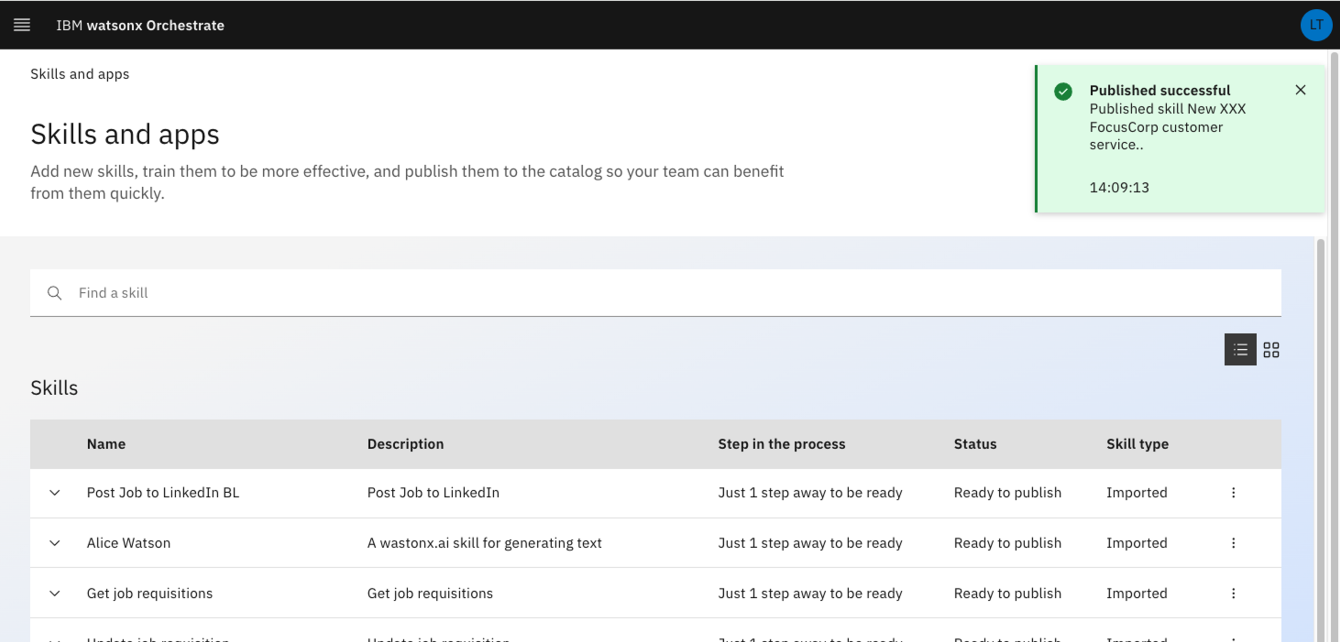 IBM watsonx Orchestrate
LT
Skills and apps
Published successful
Published skill New XXX
FocusCorp customer
service..
14:09:13
Skills and apps
Add new skills, train them to be more effective, and publish them to the catalog so your team can benefit
from them quickly.
Find a skill
Skills
Name Description Step in the process Status Skill type
Post Job to LinkedIn BL Post Job to LinkedIn Just 1 step away to be ready Ready to publish Imported
Alice Watson A wastonx.ai skill for generating text Just 1 step away to be ready Ready to publish Imported
Get job requisitions Get job requisitions Just 1 step away to be ready Ready to publish Imported